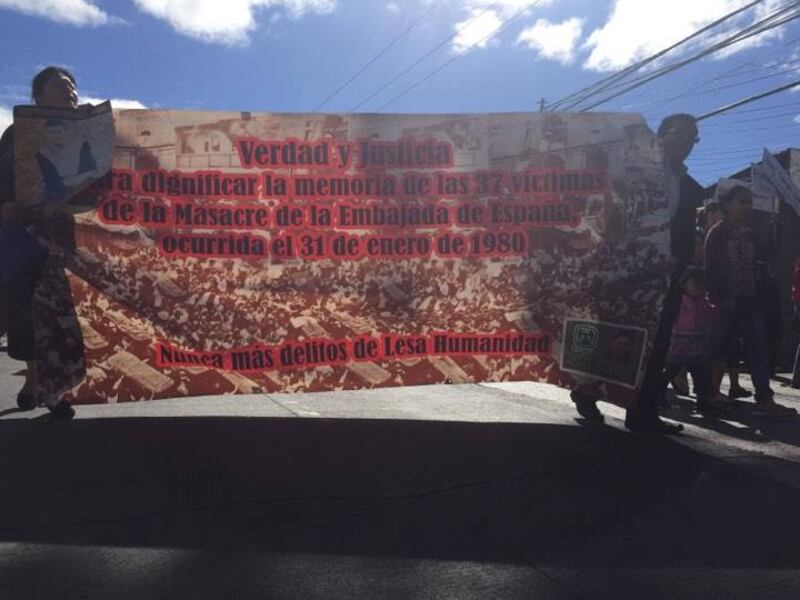 Verdad y Justicia
para dignificar la memoria de las 37 víctimas
de la Masacre de la Embajada de España,
ocurrida el 31 de enero de 1980
Nunca más delitos de Lesa Humanidad